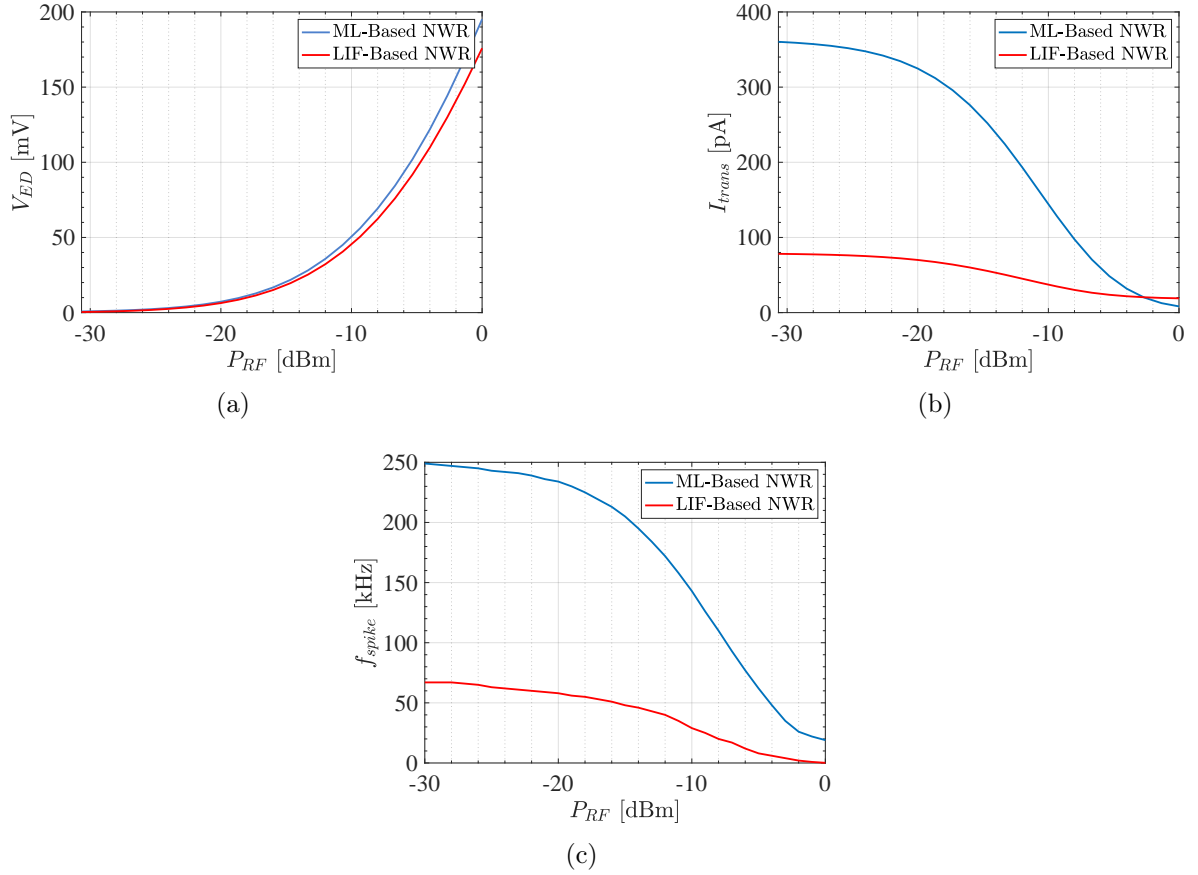 200
150
100
50
0
V_ED [mV]
-30
-20
-10
0
P_RF [dBm]
ML-Based NWR
LIF-Based NWR
(a)
400
300
200
100
0
I_trans [pA]
-30
-20
-10
0
P_RF [dBm]
ML-Based NWR
LIF-Based NWR
(b)
250
200
150
100
50
0
f_spike [kHz]
-30
-20
-10
0
P_RF [dBm]
ML-Based NWR
LIF-Based NWR
(c)